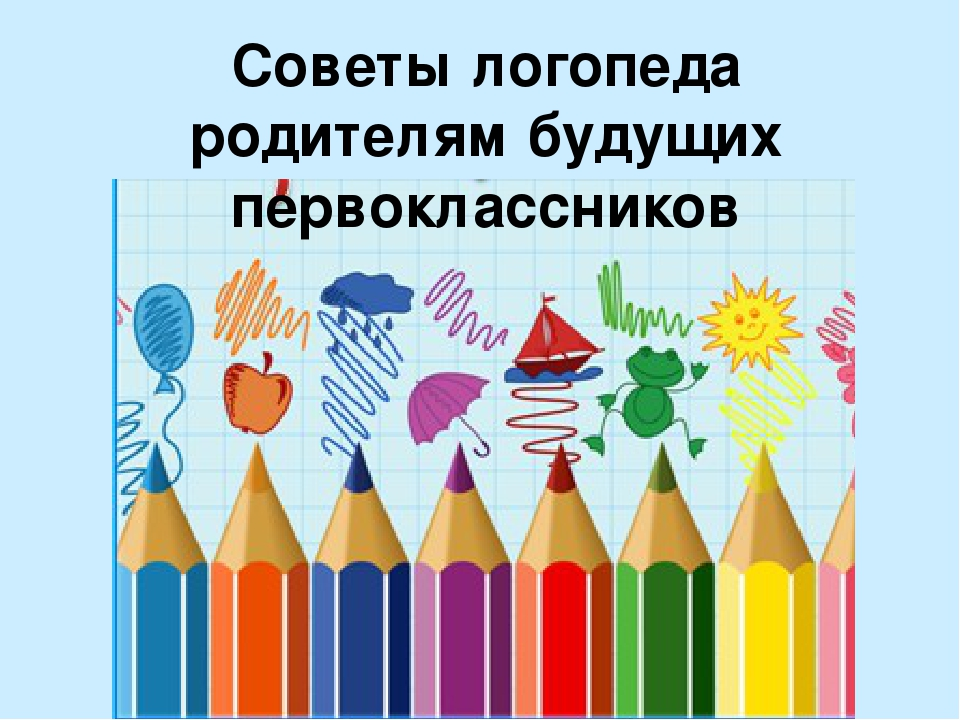 Советы логопеда
родителям будущих
первоклассников